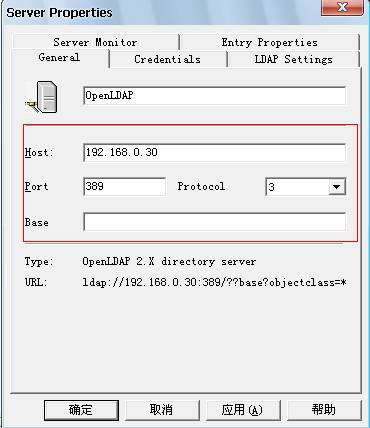 Server Properties
Server Monitor Entry Properties
General Credentials LDAP Settings
OpenLDAP
Host: 192.168.0.30
Port 389 Protocol 3
Base
Type: OpenLDAP 2.X directory server
URL: ldap://192.168.0.30:389/??base?objectclass=*
确定 取消 应用(A) 帮助